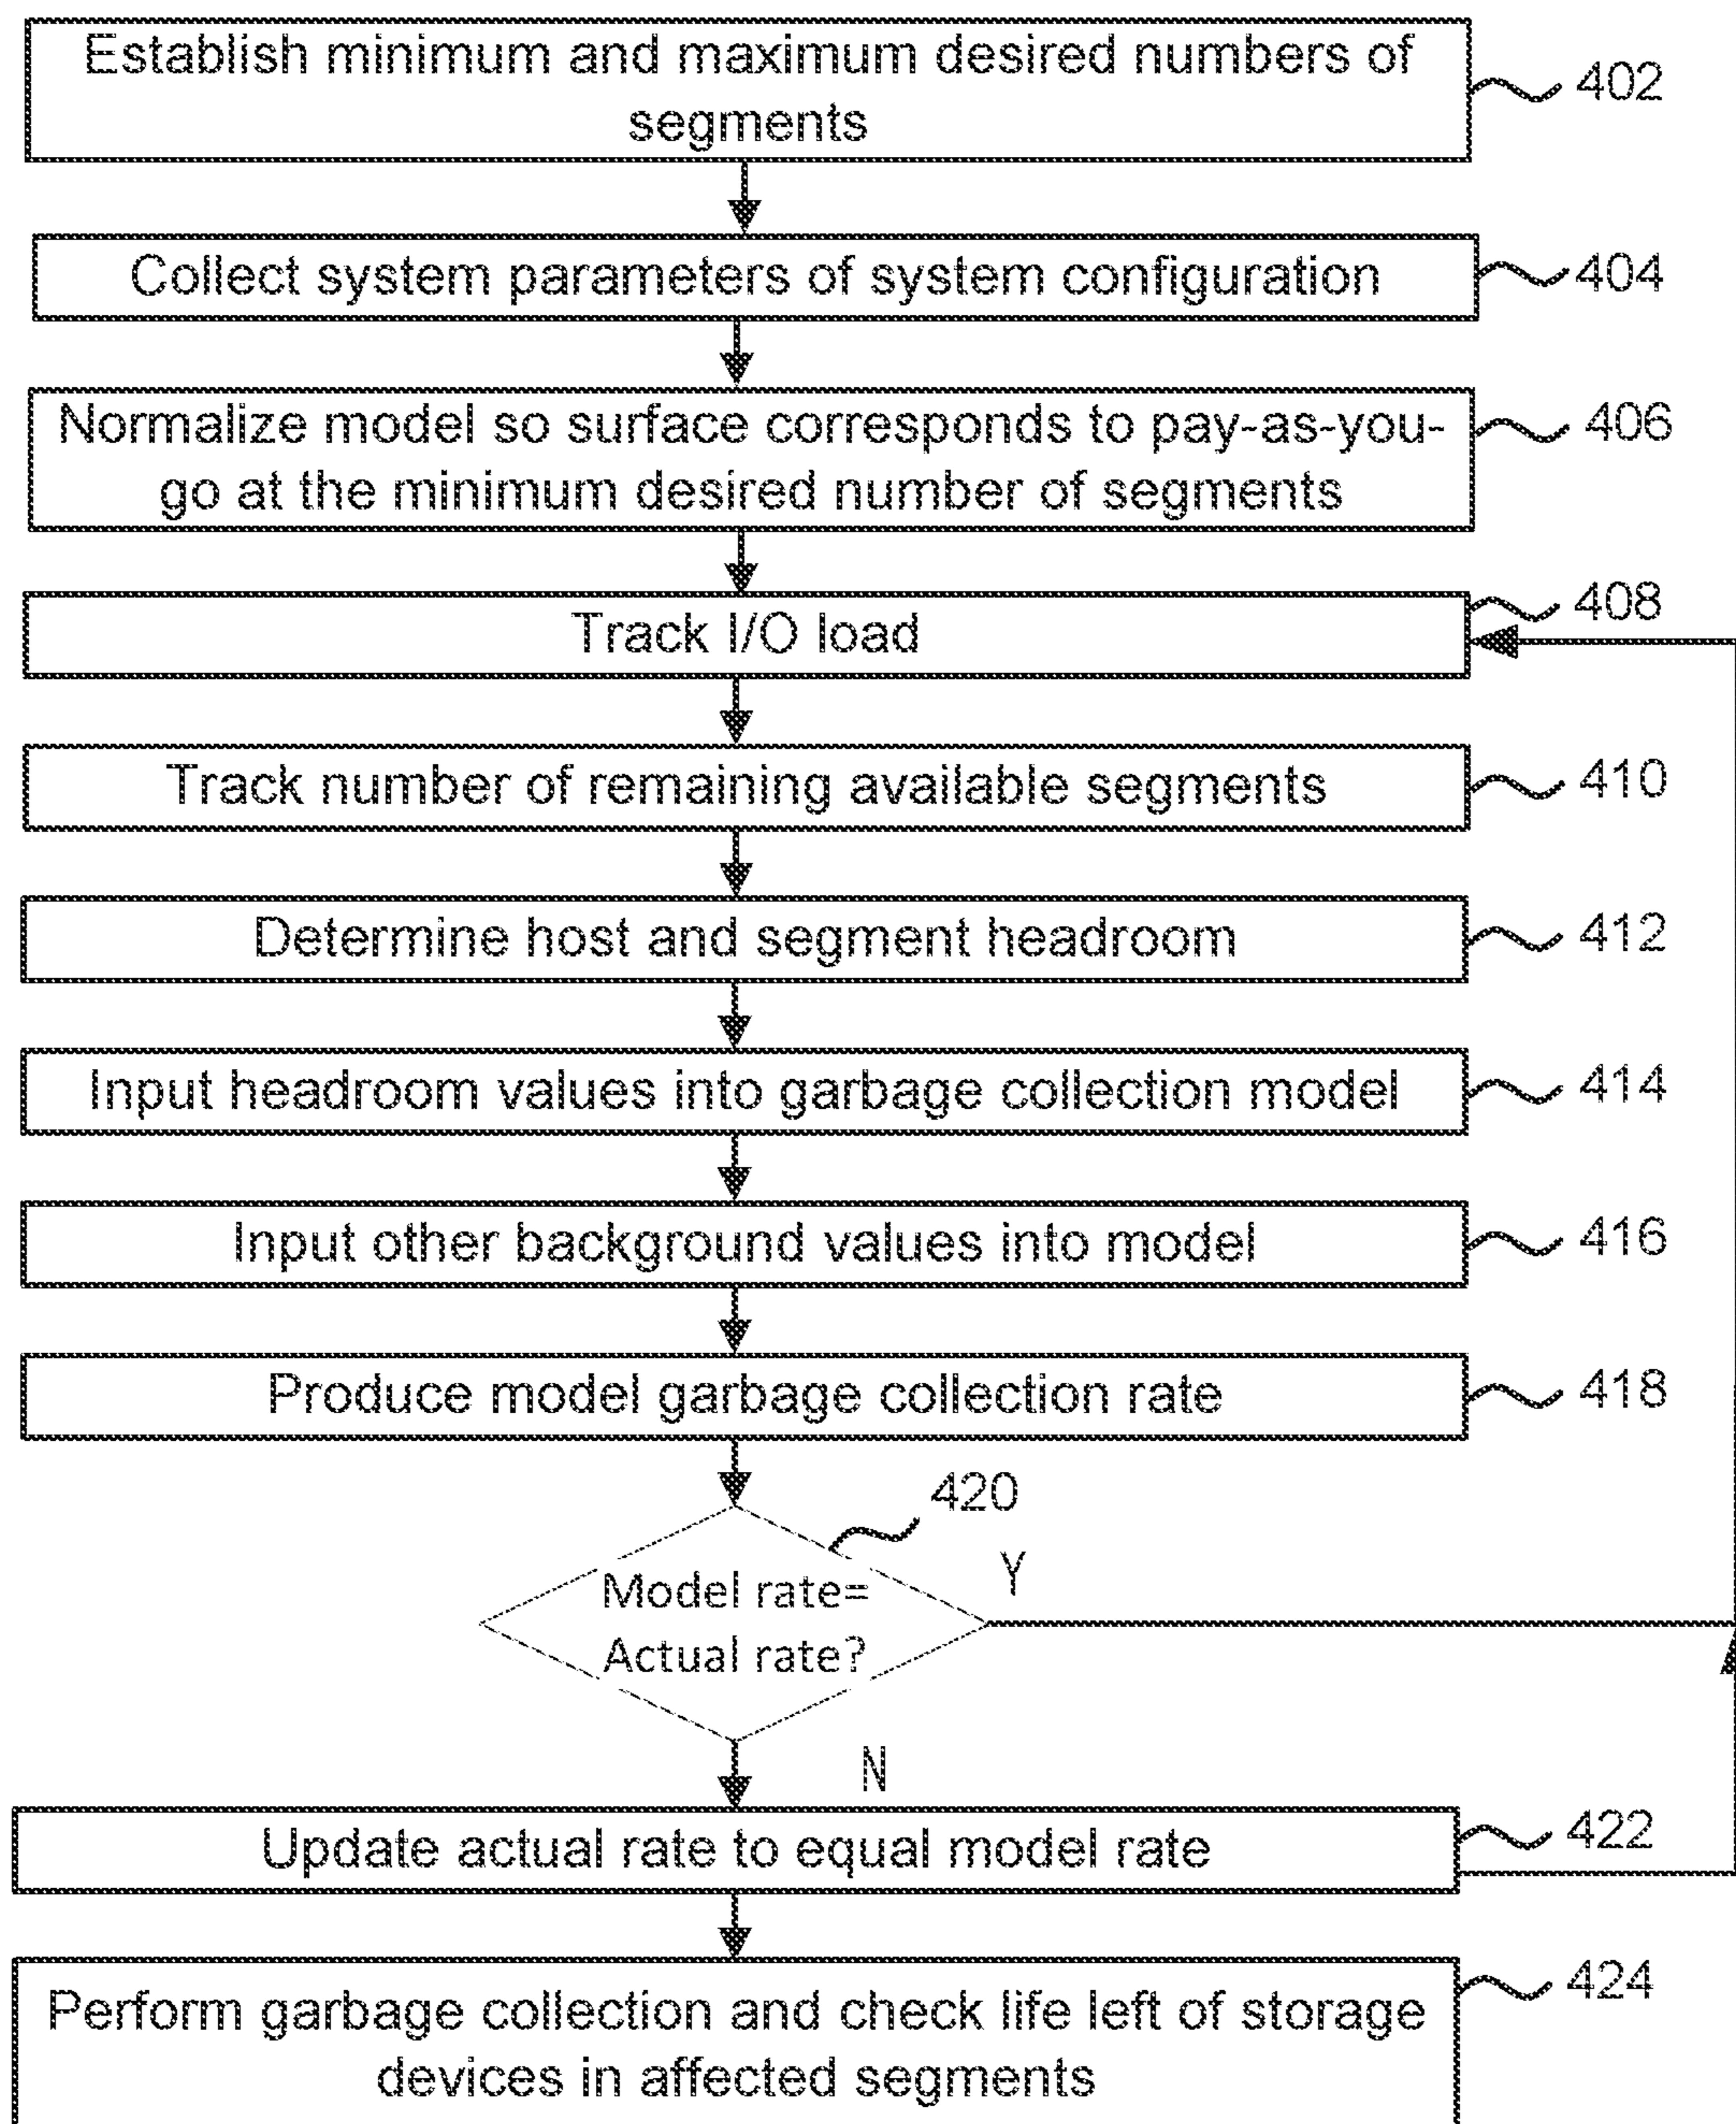 Establish minimum and maximum desired numbers of
segments
402
Collect system parameters of system configuration
404
Normalize model so surface corresponds to pay-as-you-
go at the minimum desired number of segments
406
Track I/O load
408
Track number of remaining available segments
410
Determine host and segment headroom
412
Input headroom values into garbage collection model
414
Input other background values into model
416
Produce model garbage collection rate
418
420
Model rate=
Actual rate?
Y
N
Update actual rate to equal model rate
422
Perform garbage collection and check life left of storage
devices in affected segments
424